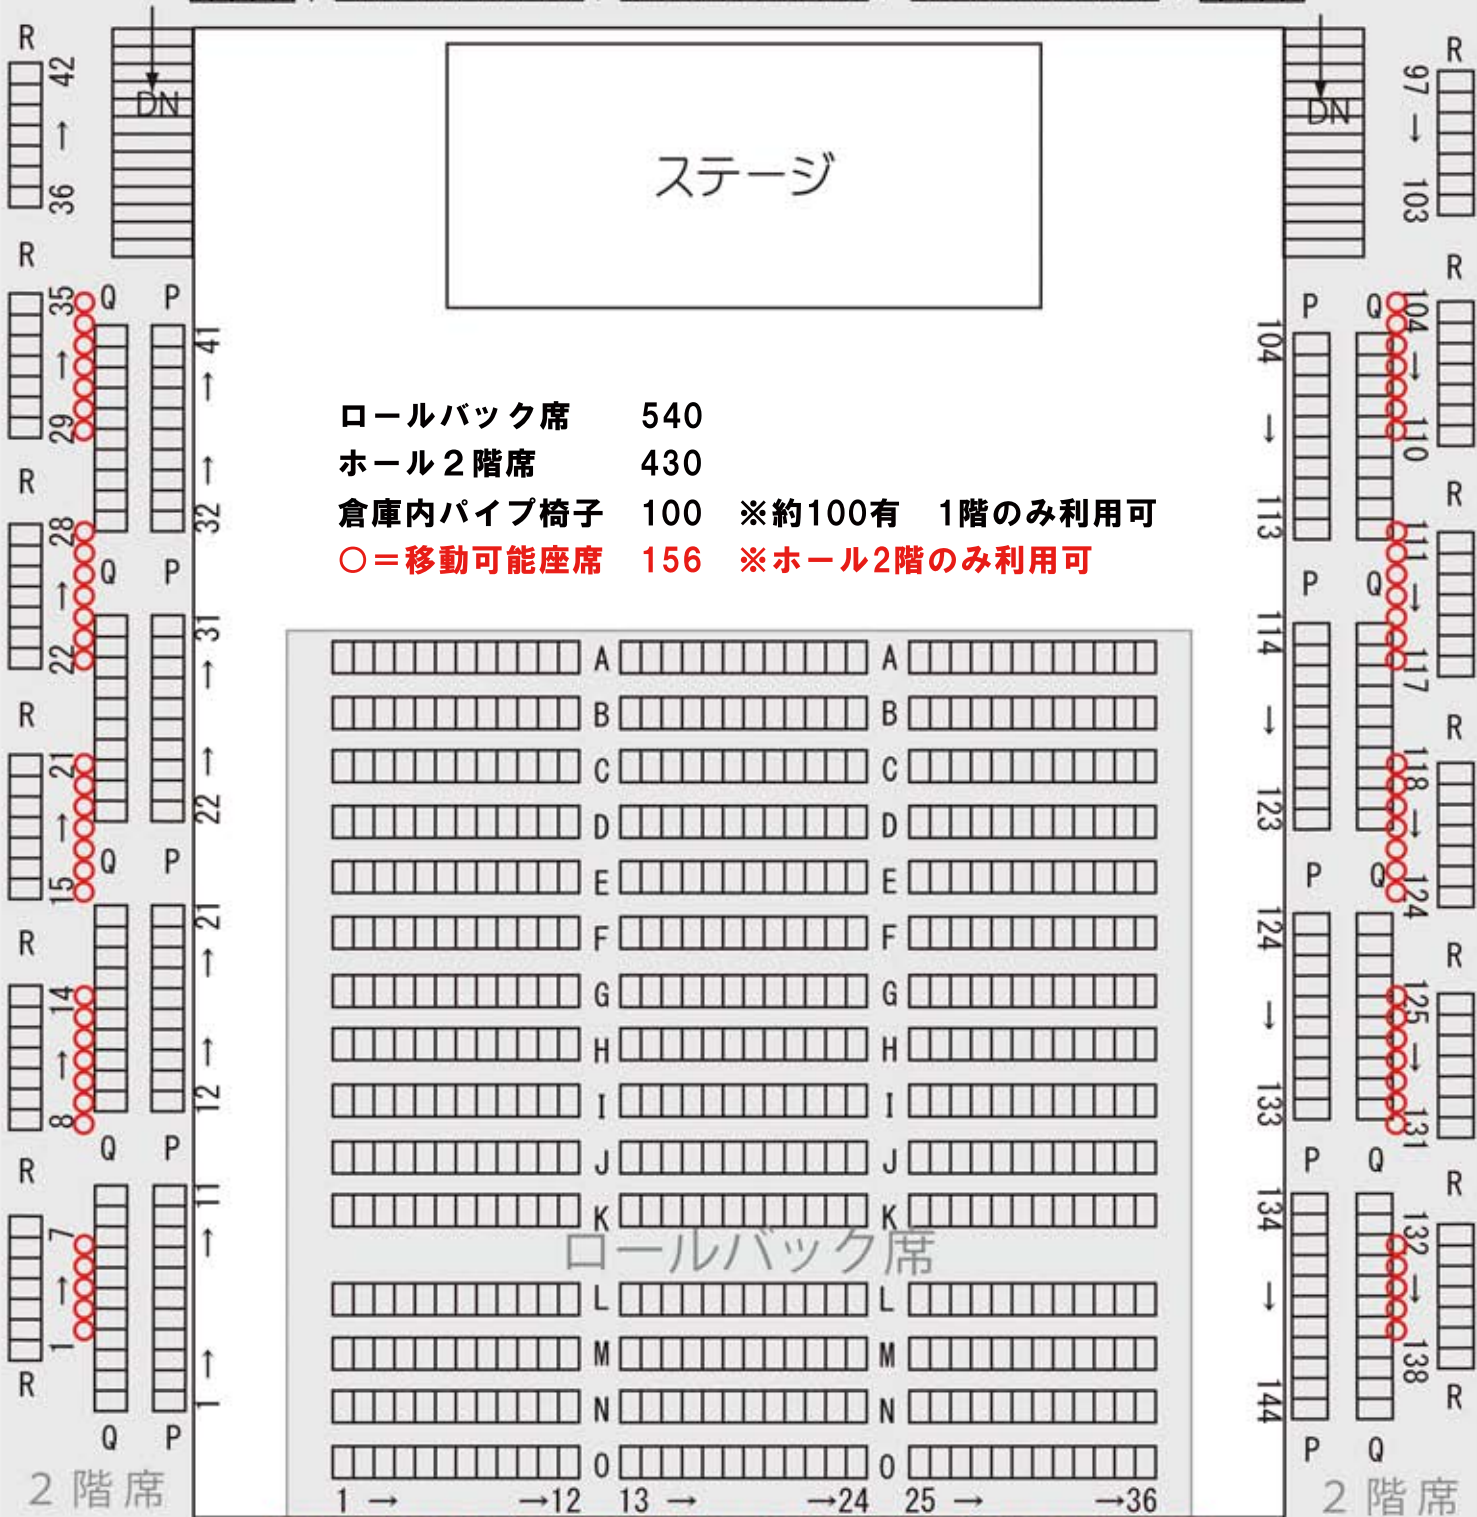 R
42
→
36
R
35
→
29
R
28
→
22
R
21
→
15
R
14
→
8
R
7
→
1
R
DN
Q P
41
→
→
32
Q P
31
→
→
22
Q P
21
→
→
12
Q P
11
→
→
1
Q P
2階席
ステージ
ロールバック席 540
ホール2階席 430
倉庫内パイプ椅子 100 ※約100有 1階のみ利用可
○=移動可能座席 156 ※ホール2階のみ利用可
A A
B B
C C
D D
E E
F F
G G
H H
I I
J J
K K
ロールバック席
L L
M M
N N
O O
1 → →12 13 → →24 25 → →36
DN
P Q
104
→
113
P Q
114
→
123
P Q
124
→
133
P Q
134
→
144
P Q
R
97
→
103
R
104
→
110
R
111
→
117
R
118
→
124
R
125
→
131
R
132
→
138
R
2階席